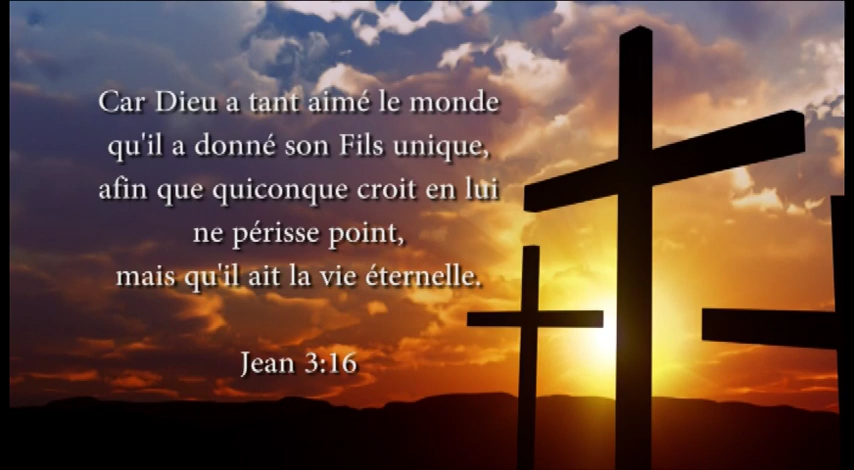 Car Dieu a tant aimé le monde
qu'il a donné son Fils unique,
afin que quiconque croit en lui
ne périsse point,
mais qu'il ait la vie éternelle.
Jean 3:16